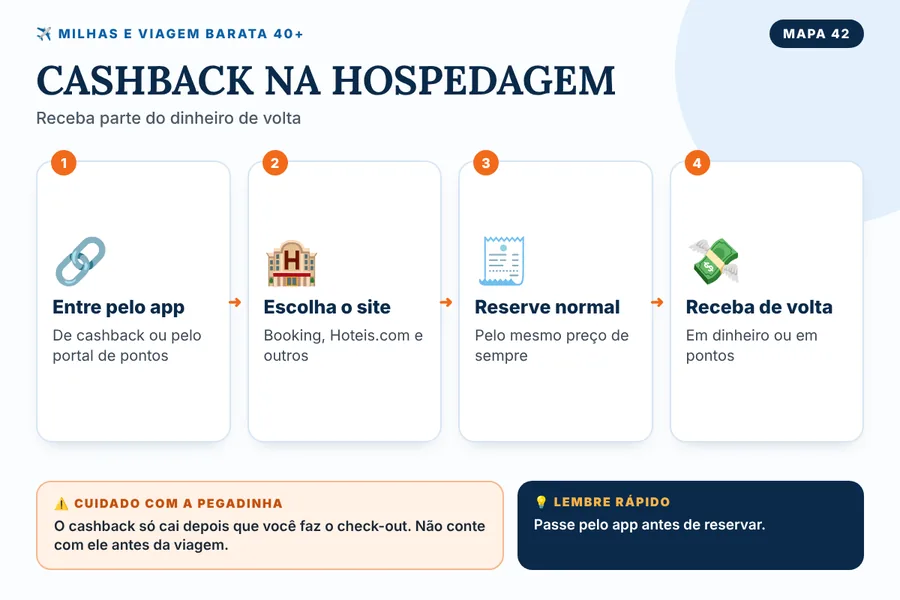 MILHAS E VIAGEM BARATA 40+
MAPA 42
CASHBACK NA HOSPEDAGEM
Receba parte do dinheiro de volta
1
Entre pelo app
De cashback ou pelo
portal de pontos
2
H
Escolha o site
Booking, Hoteis.com e
outros
3
Reserve normal
Pelo mesmo preço de
sempre
4
Receba de volta
Em dinheiro ou em
pontos
CUIDADO COM A PEGADINHA
O cashback só cai depois que você faz o check-out. Não conte
com ele antes da viagem.
LEMBRE RÁPIDO
Passe pelo app antes de reservar.